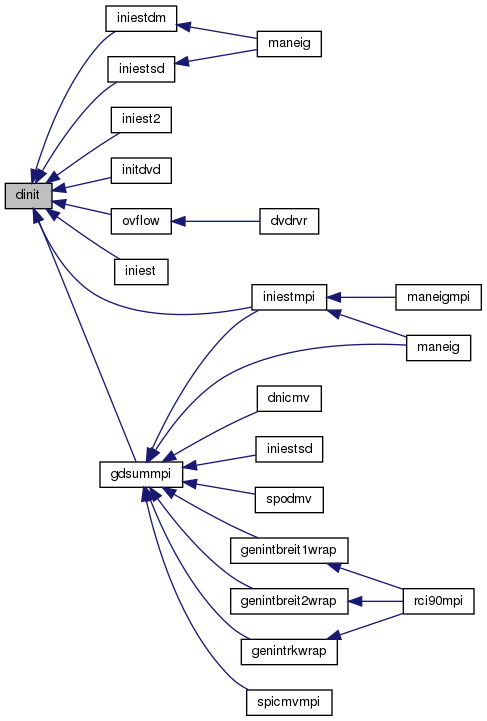 iniestdm
maneig
iniestsd
iniest2
initdvd
dinit
ovflow
dvdrvr
iniest
iniestmpi
maneigmpi
maneig
dnicmv
iniestsd
gdsummpi
spodmv
genintbreit1wrap
genintbreit2wrap
rci90mpi
genintrkwrap
spicmvmpi